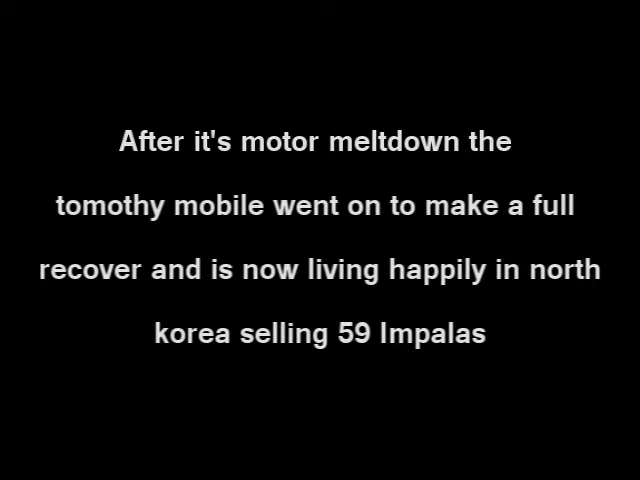 After it's motor meltdown the
tomothy mobile went on to make a full
recover and is now living happily in north
korea selling 59 Impalas